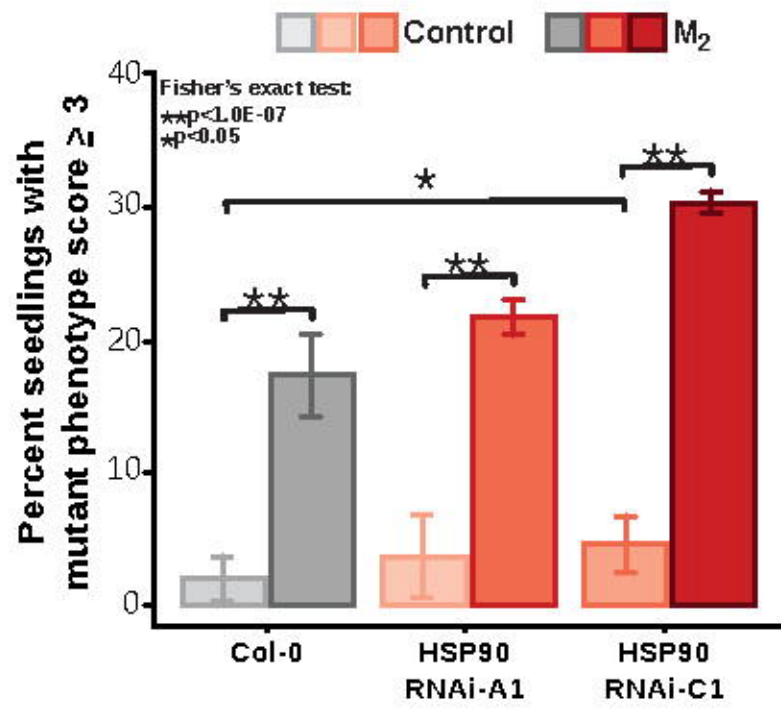 Control M₂
Fisher's exact test:
**p<1.0E-07
*p<0.05
Percent seedlings with
mutant phenotype score ≥ 3
40
30
20
10
0
*
**
**
**
Col-0
HSP90
RNAi-A1
HSP90
RNAi-C1